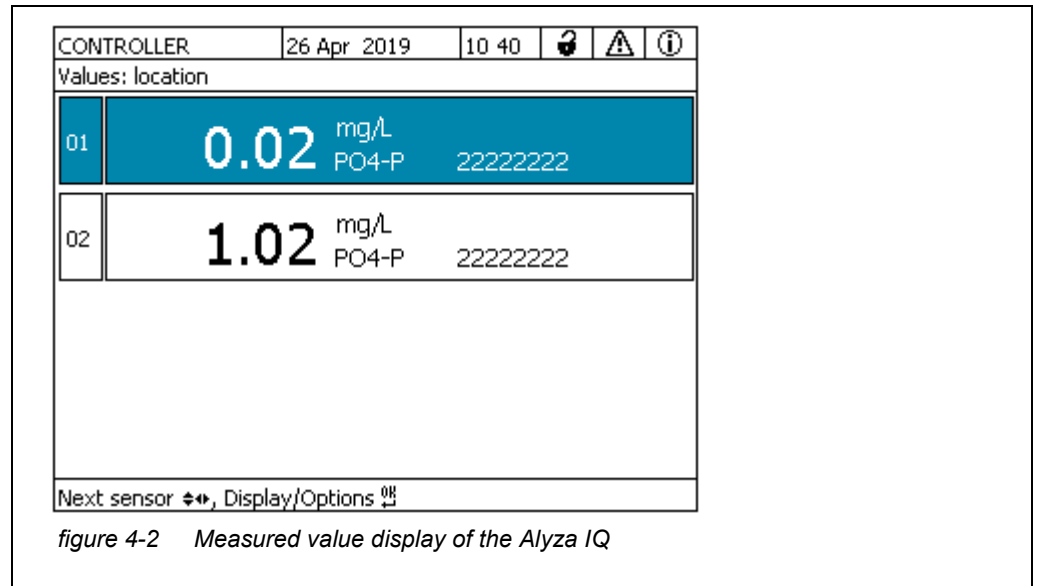 CONTROLLER 26 Apr 2019 10 40
Values: location
01 0.02 mg/L PO4-P 22222222
02 1.02 mg/L PO4-P 22222222
Next sensor, Display/Options OK
figure 4-2 Measured value display of the Alyza IQ